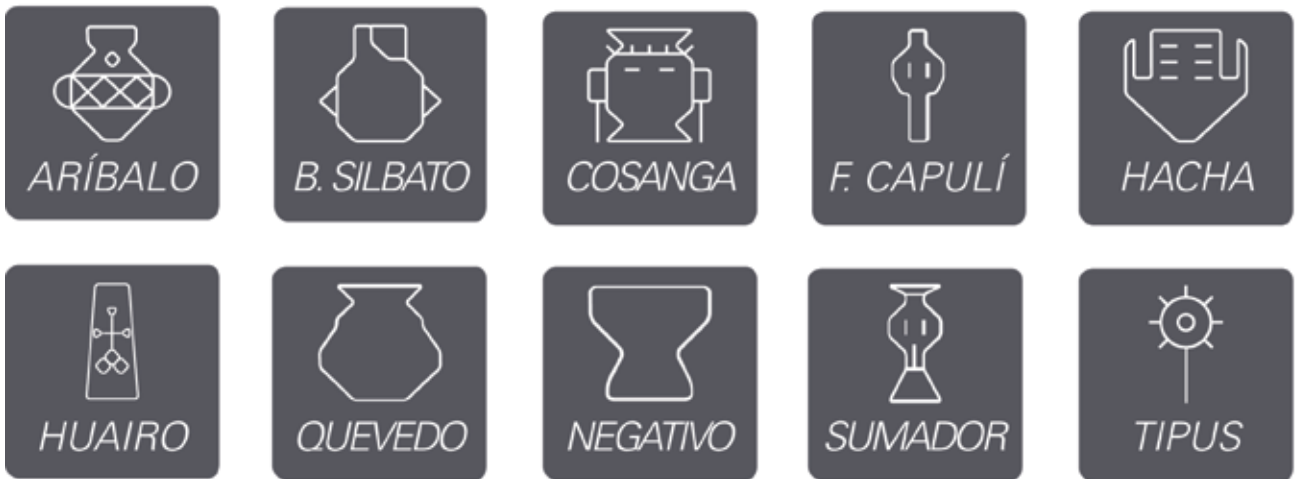 ARÍBALO
B. SILBATO
COSANGA
F. CAPULÍ
HACHA
HUAIRO
QUEVEDO
NEGATIVO
SUMADOR
TIPUS